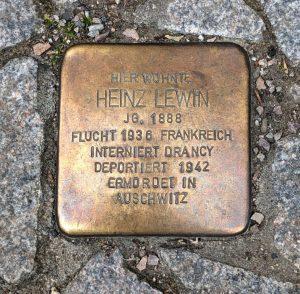 HIER WOHNTE
HEINZ LEWIN
JG. 1888
FLUCHT 1936 FRANKREICH
INTERNIERT DRANCY
DEPORTIERT 1942
ERMORDET IN
AUSCHWITZ